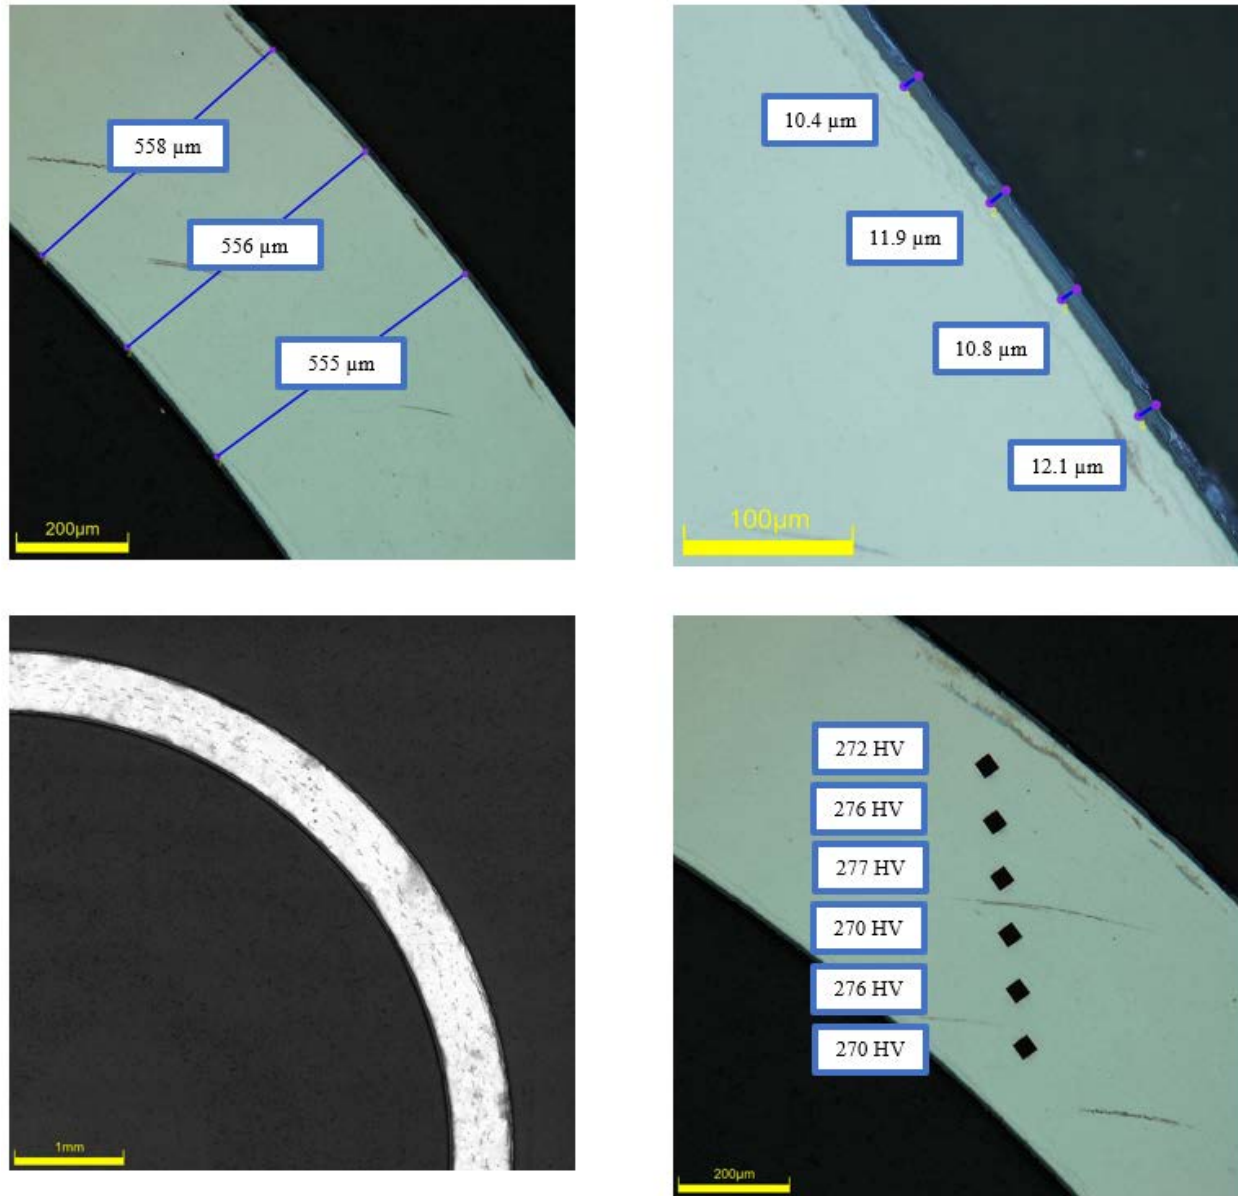 558 µm
556 µm
555 µm
200µm
10.4 µm
11.9 µm
10.8 µm
12.1 µm
100µm
1mm
272 HV
276 HV
277 HV
270 HV
276 HV
270 HV
200µm